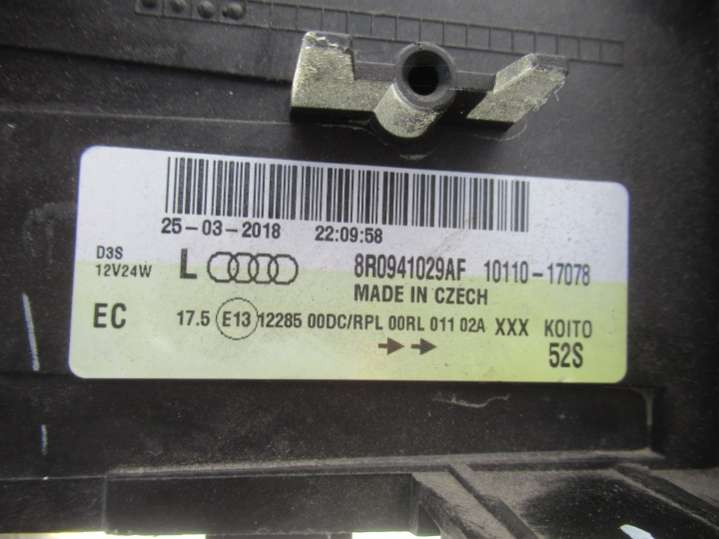 25-03-2018 22:09:58
D3S
12V24W
L 8R0941029AF 10110-17078
MADE IN CZECH
EC 17.5 E13 12285 00DC/RPL 00RL 011 02A XXX KOITO
52S